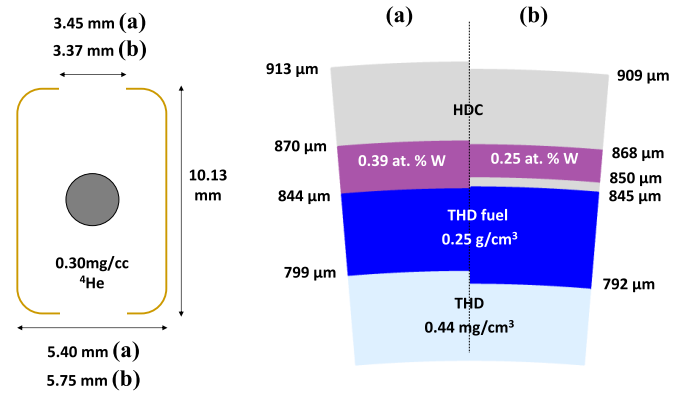 3.45 mm (a)
3.37 mm (b)
10.13
mm
0.30mg/cc
⁴He
5.40 mm (a)
5.75 mm (b)
(a)
(b)
913 µm
909 µm
HDC
870 µm
0.39 at. % W
0.25 at. % W
868 µm
850 µm
844 µm
845 µm
THD fuel
0.25 g/cm³
799 µm
792 µm
THD
0.44 mg/cm³